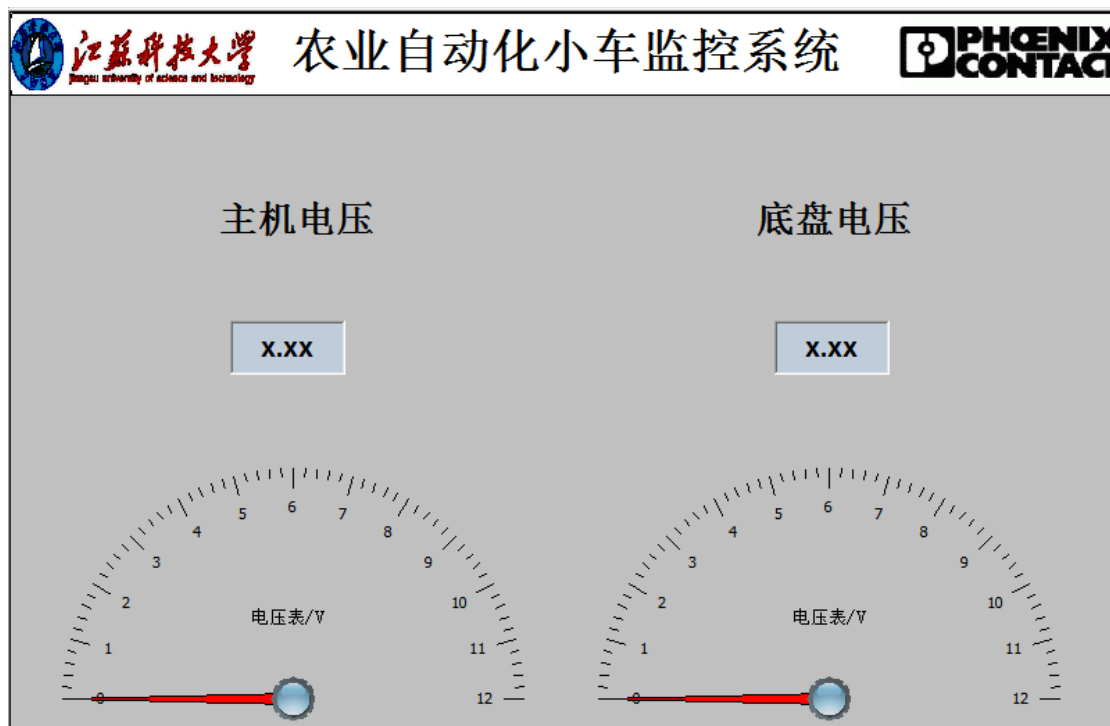 江苏科技大学
jiangsu university of science and technology
农业自动化小车监控系统
PHŒNIX
CONTACT
主机电压
底盘电压
X.XX
X.XX
0 1 2 3 4 5 6 7 8 9 10 11 12
电压表/V
0 1 2 3 4 5 6 7 8 9 10 11 12
电压表/V